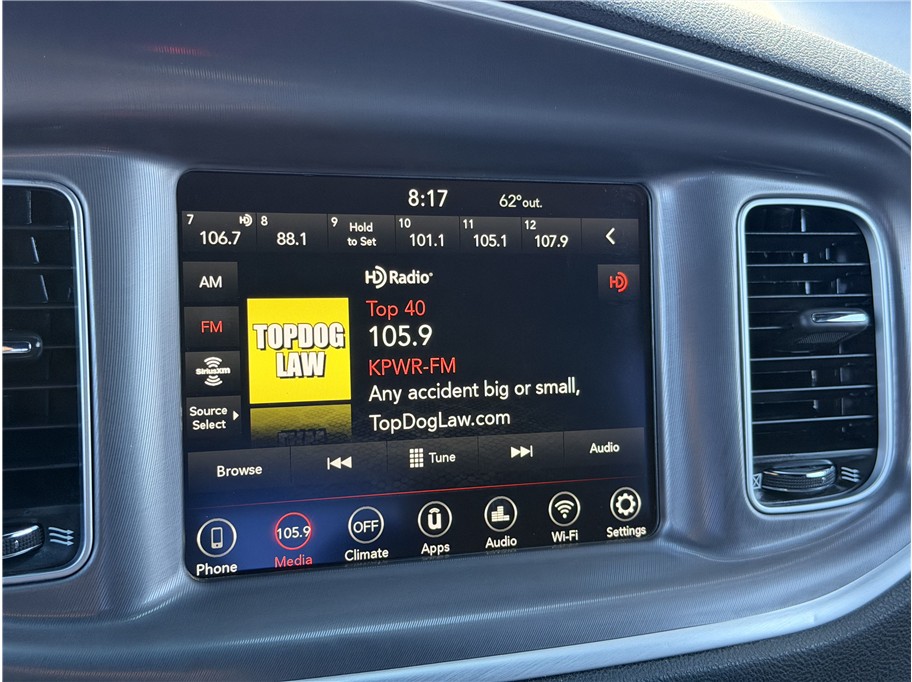 8:17 62°out.
7 HD 8 9 10 11 12
106.7 88.1 Hold to Set 101.1 105.1 107.9
AM
HD Radio
HD
FM
Top 40
TOPDOG
LAW
105.9
SiriusXM
KPWR-FM
Any accident big or small,
Source
Select
TopDogLaw.com
Browse Tune Audio
105.9 OFF
Phone Media Climate Apps Audio Wi-Fi Settings